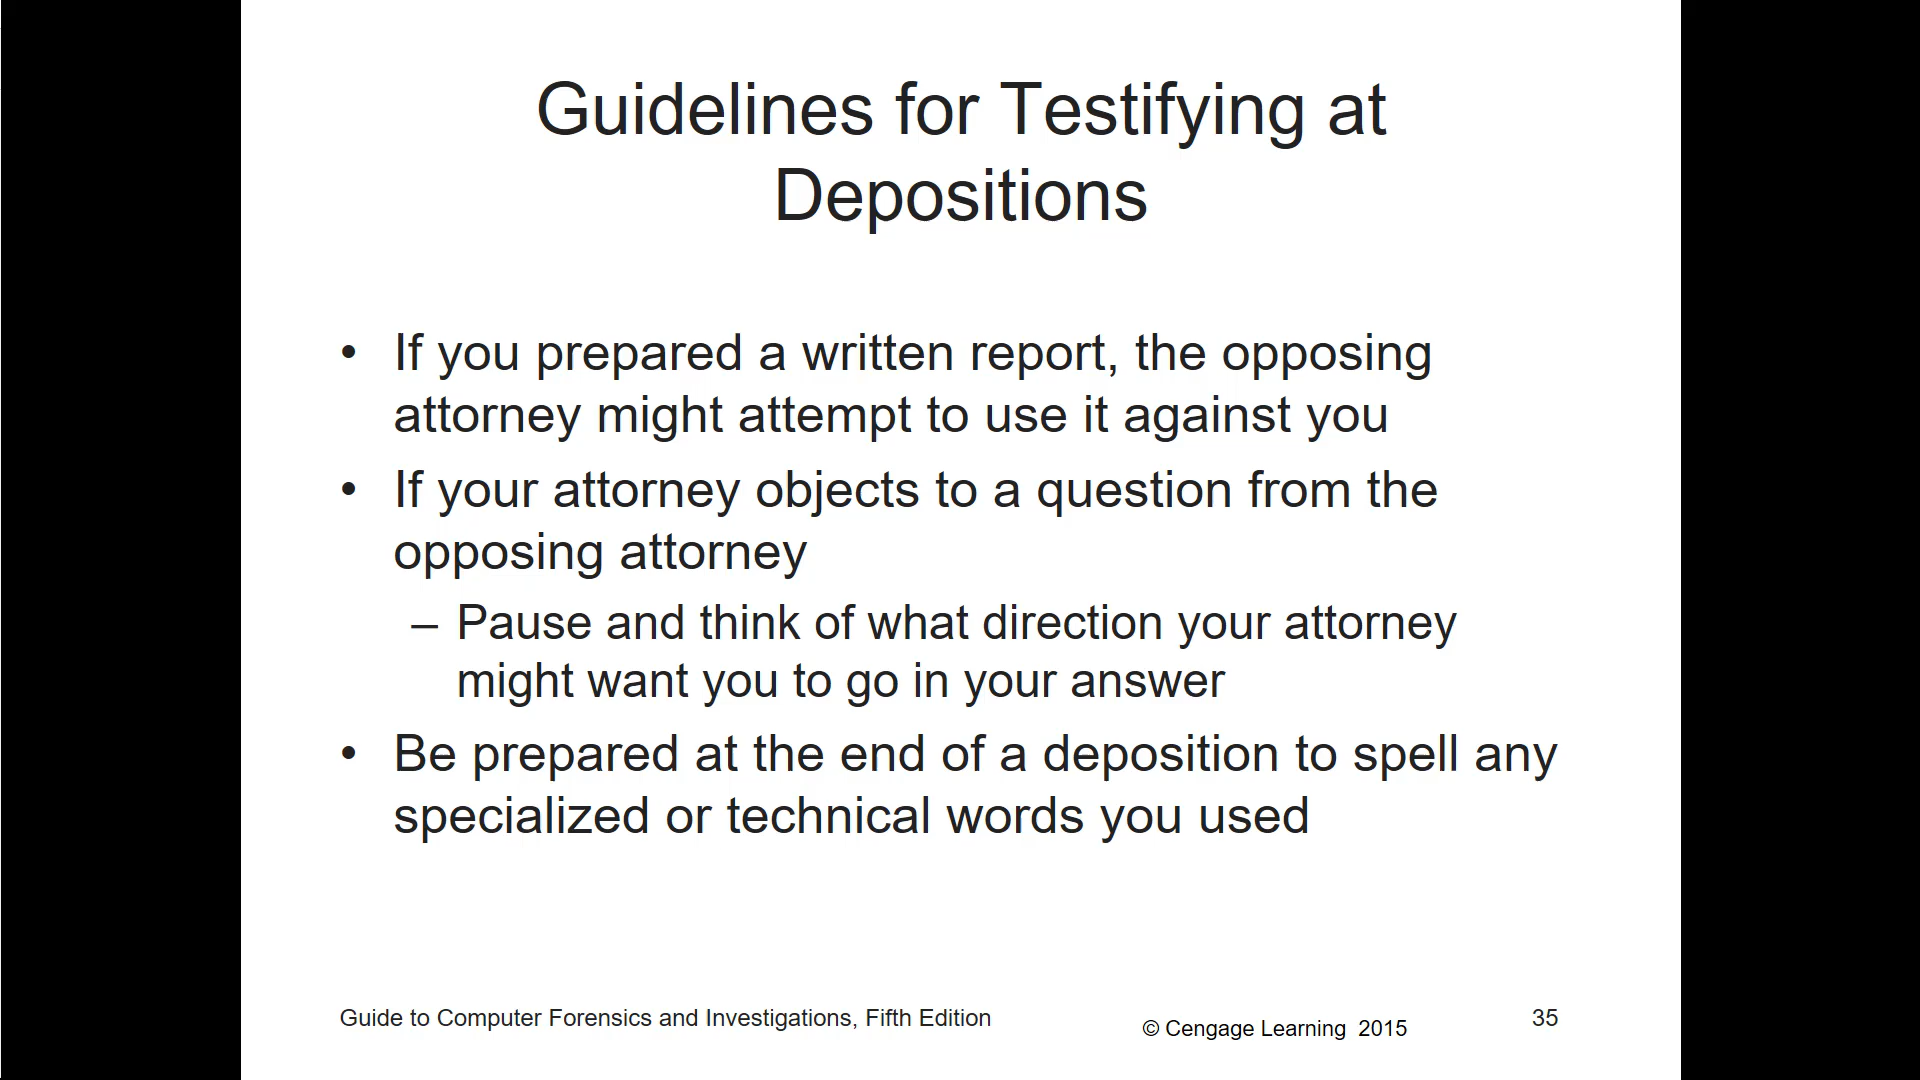 Guidelines for Testifying at
Depositions
• If you prepared a written report, the opposing
attorney might attempt to use it against you
• If your attorney objects to a question from the
opposing attorney
– Pause and think of what direction your attorney
might want you to go in your answer
• Be prepared at the end of a deposition to spell any
specialized or technical words you used
Guide to Computer Forensics and Investigations, Fifth Edition
© Cengage Learning 2015
35